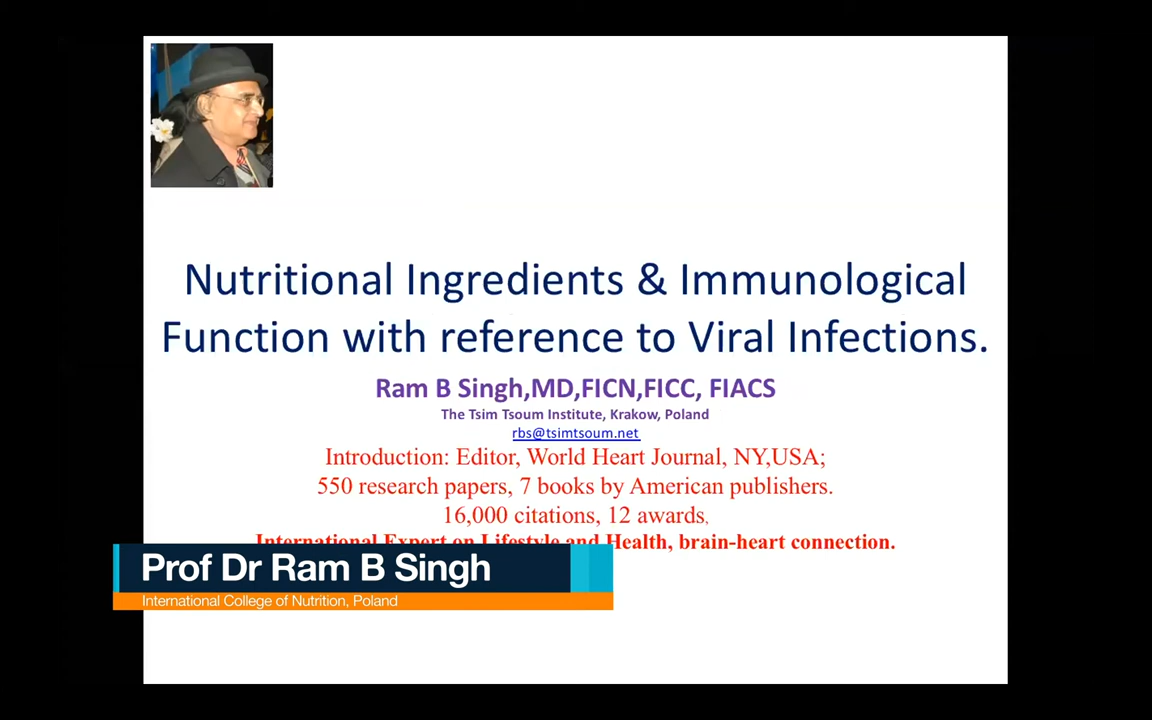 Nutritional Ingredients & Immunological
Function with reference to Viral Infections.
Ram B Singh,MD,FICN,FICC, FIACS
The Tsim Tsoum Institute, Krakow, Poland
rbs@tsimtsoum.net
Introduction: Editor, World Heart Journal, NY,USA;
550 research papers, 7 books by American publishers.
16,000 citations, 12 awards,
International Expert on Lifestyle and Health, brain-heart connection.
Prof Dr Ram B Singh
International College of Nutrition, Poland